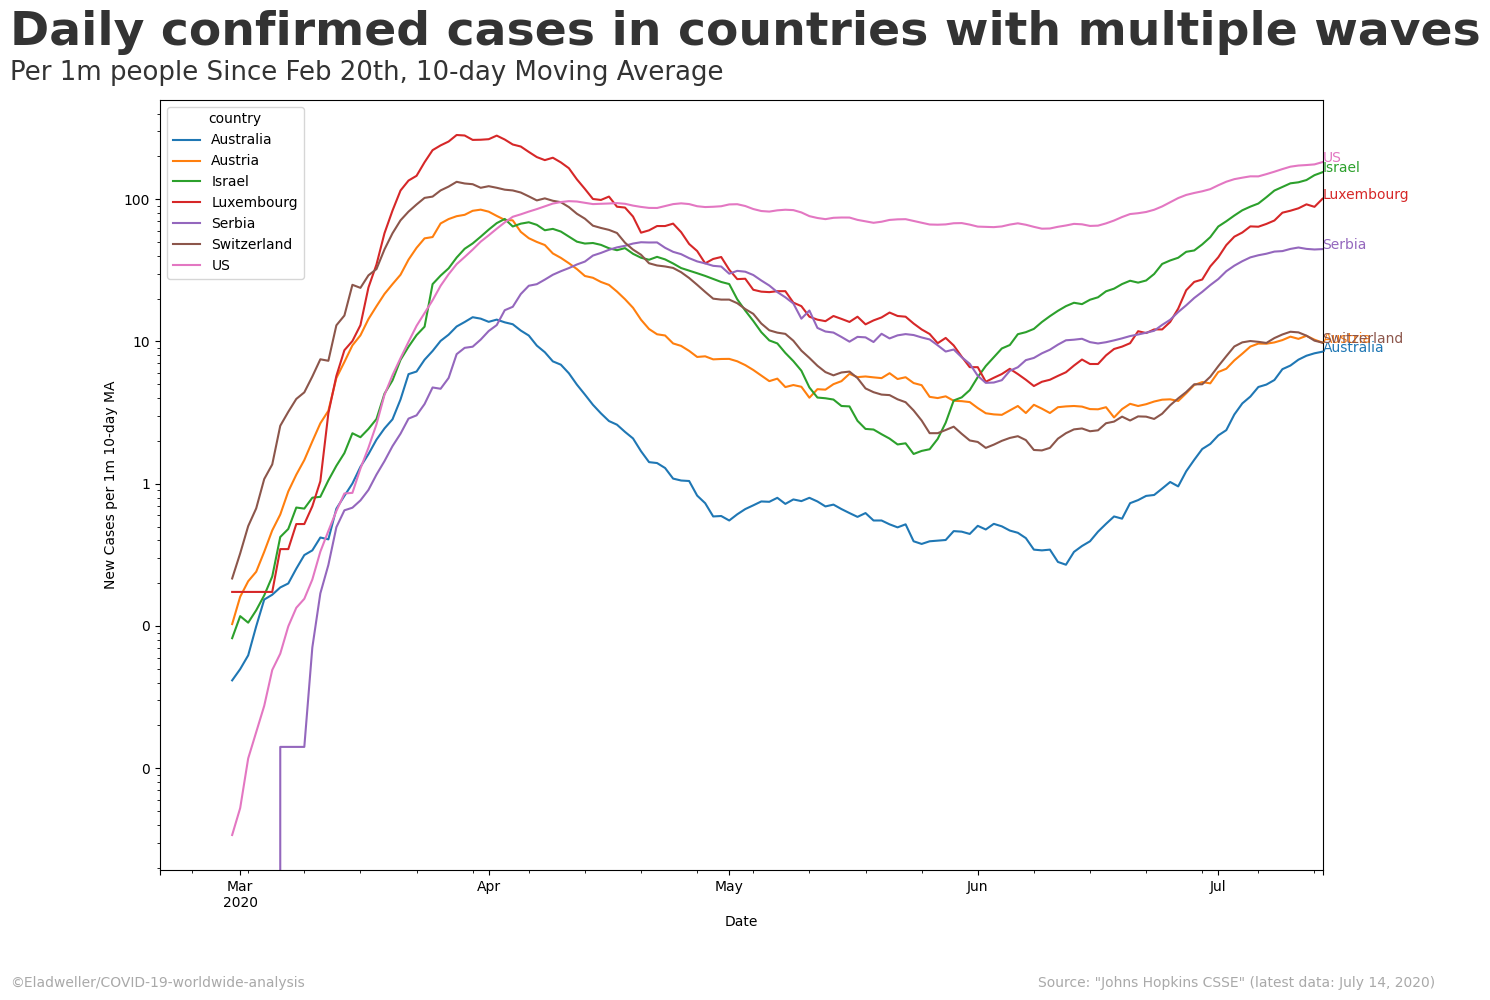 Daily confirmed cases in countries with multiple waves
Per 1m people Since Feb 20th, 10-day Moving Average
country
Australia
Austria
Israel
Luxembourg
Serbia
Switzerland
US
New Cases per 1m 10-day MA
100
10
1
0
0
US
Israel
Luxembourg
Serbia
Austria
Switzerland
Australia
Mar
2020
Apr
May
Jun
Jul
Date
©Eladweller/COVID-19-worldwide-analysis
Source: "Johns Hopkins CSSE" (latest data: July 14, 2020)